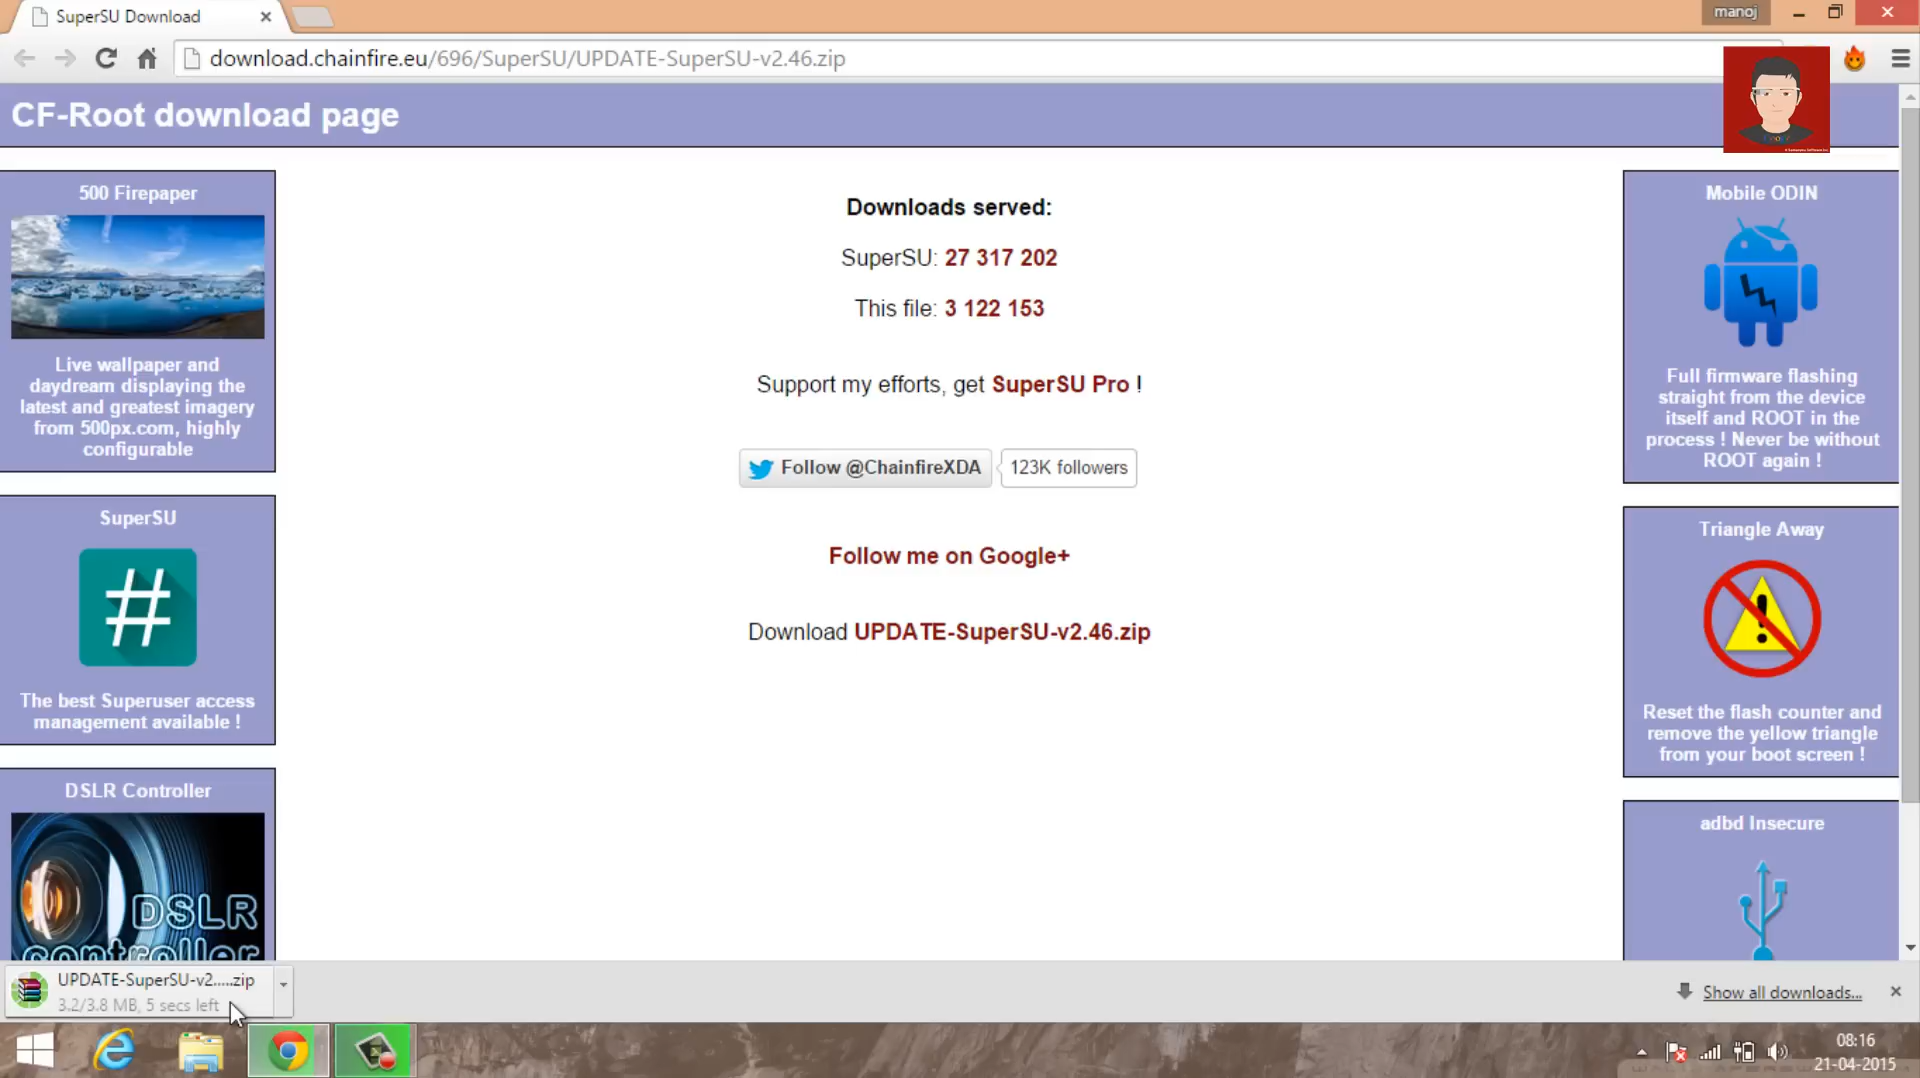 SuperSU Download
manoj
download.chainfire.eu/696/SuperSU/UPDATE-SuperSU-v2.46.zip
CF-Root download page
500 Firepaper
Live wallpaper and
daydream displaying the
latest and greatest imagery
from 500px.com, highly
configurable
SuperSU
#
The best Superuser access
management available !
DSLR Controller
DSLR
controller
Downloads served:
SuperSU: 27 317 202
This file: 3 122 153
Support my efforts, get SuperSU Pro !
Follow @ChainfireXDA
123K followers
Follow me on Google+
Download UPDATE-SuperSU-v2.46.zip
Mobile ODIN
Full firmware flashing
straight from the device
itself and ROOT in the
process ! Never be without
ROOT again !
Triangle Away
Reset the flash counter and
remove the yellow triangle
from your boot screen !
adbd Insecure
UPDATE-SuperSU-v2.....zip
3.2/3.8 MB, 5 secs left
Show all downloads...
08:16
21-04-2015